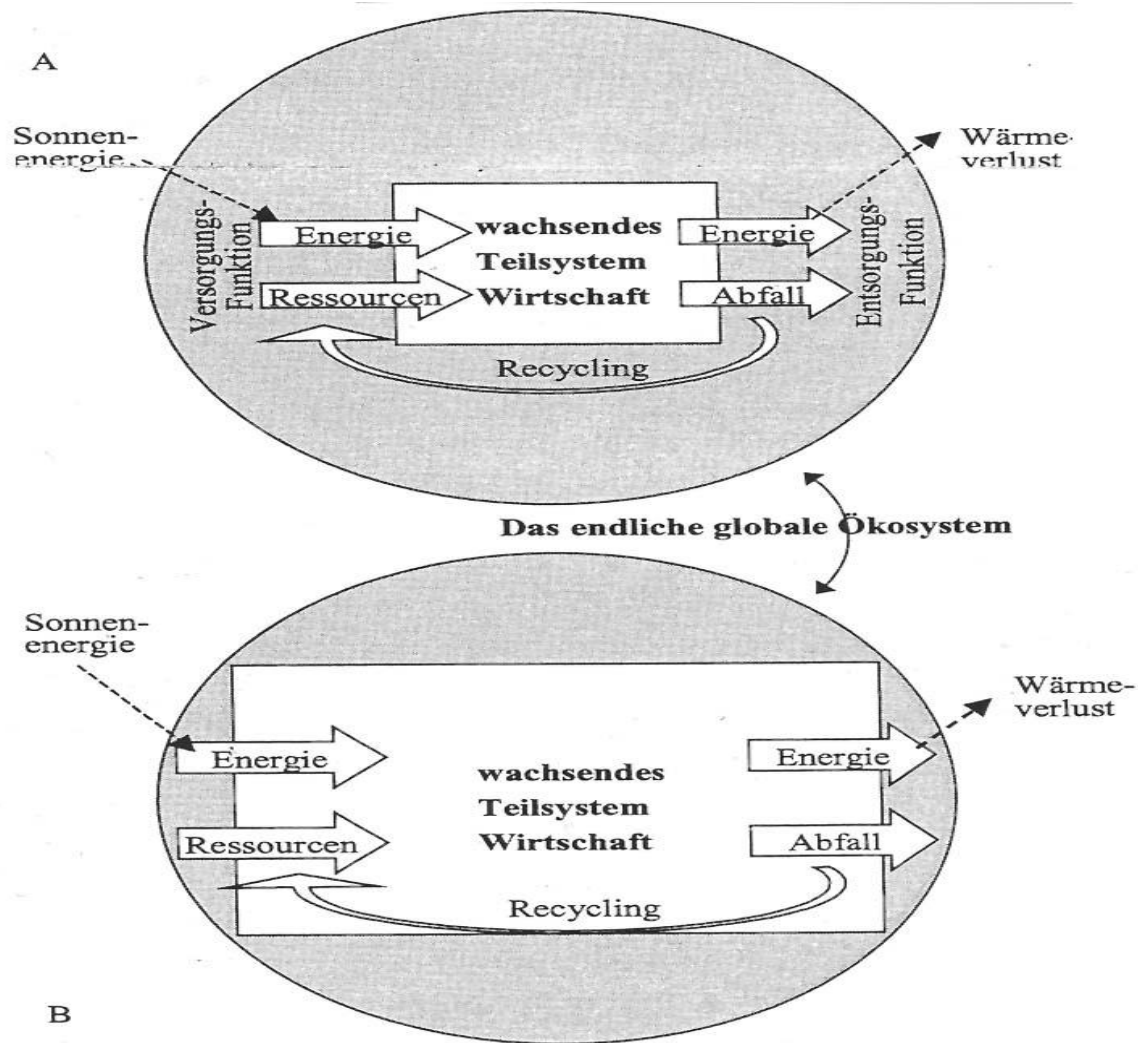 A
Sonnen-
energie
Wärme-
verlust
Versorgungs-
Funktion
Energie
Ressourcen
wachsendes
Teilsystem
Wirtschaft
Energie
Abfall
Entsorgungs-
Funktion
Recycling
Das endliche globale Ökosystem
Sonnen-
energie
Wärme-
verlust
Energie
Ressourcen
wachsendes
Teilsystem
Wirtschaft
Energie
Abfall
Recycling
B